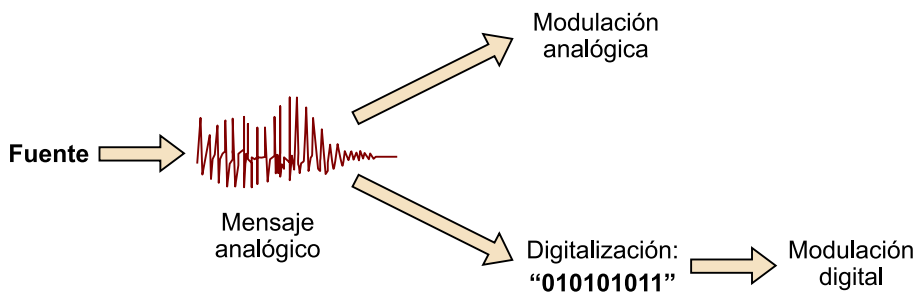 Modulación
analógica
Fuente
Mensaje
analógico
Digitalización:
“010101011”
Modulación
digital